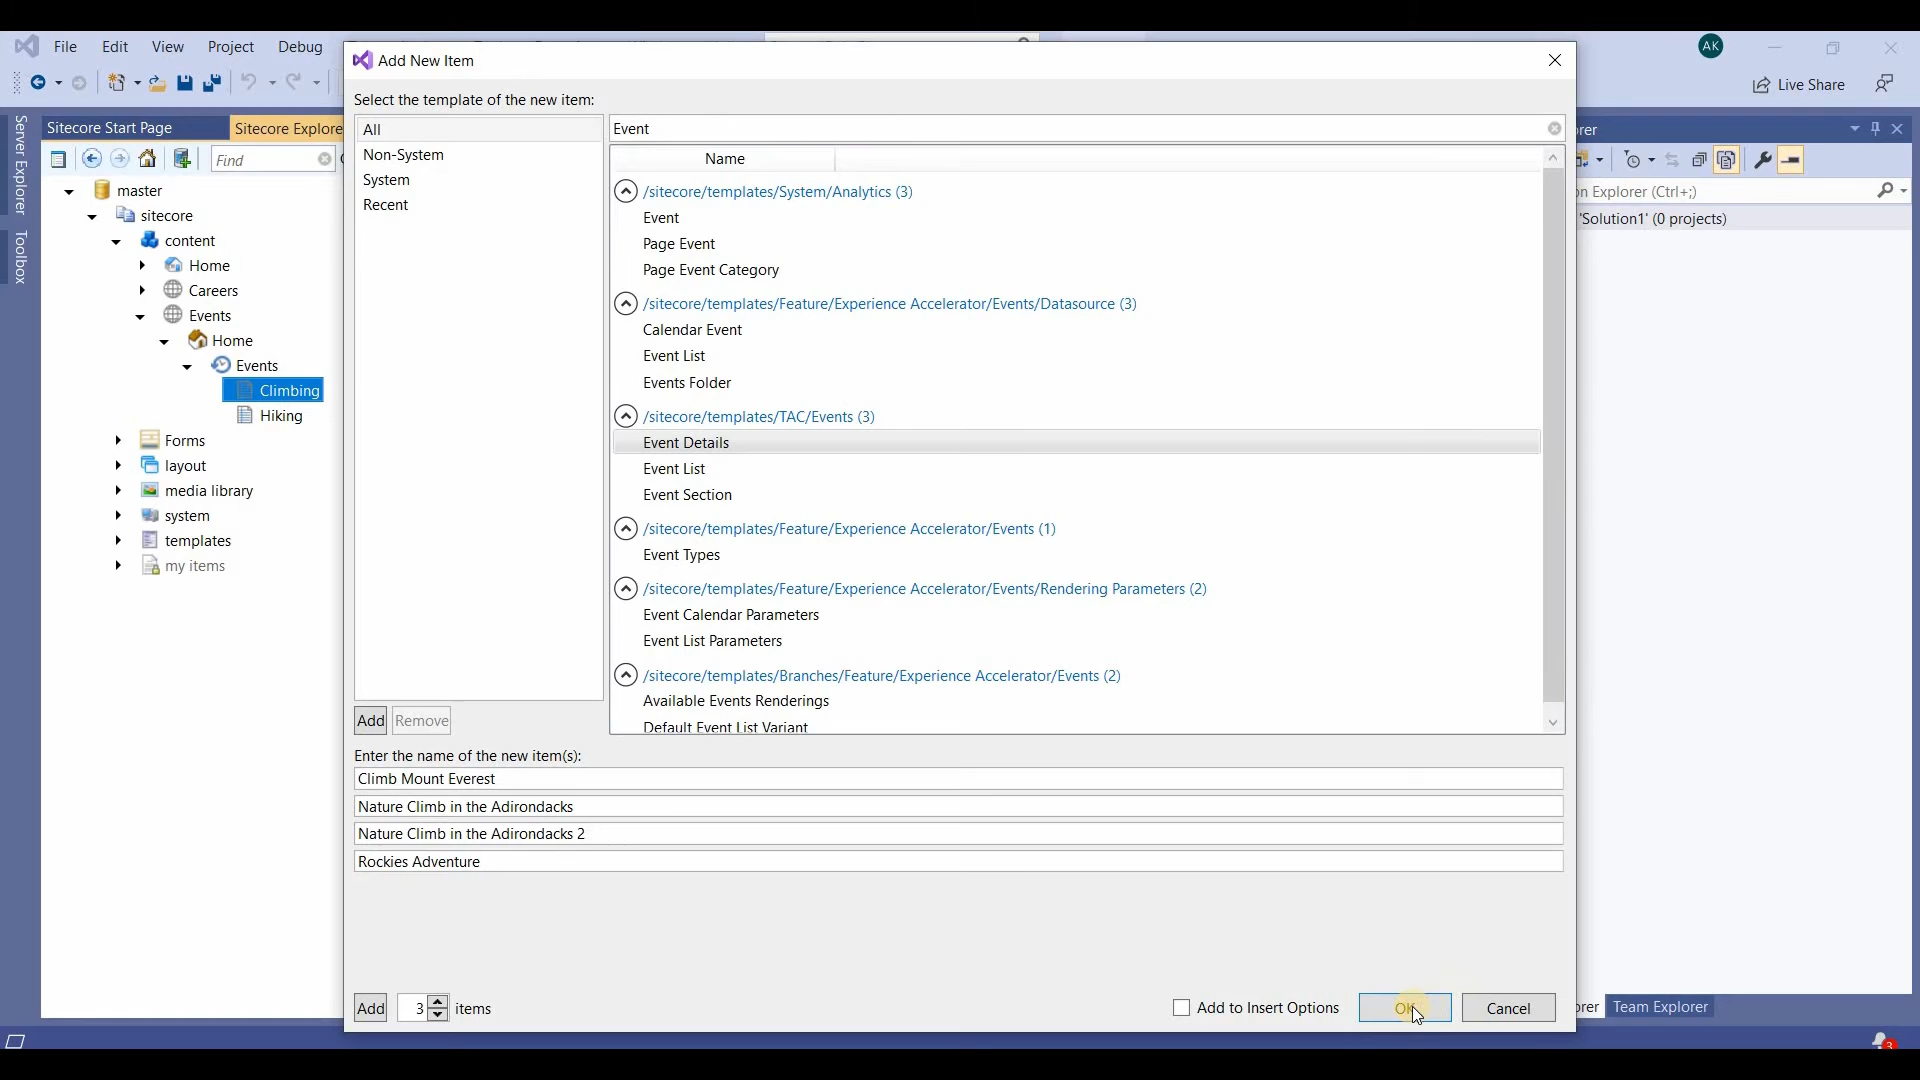 File Edit View Project Debug
Add New Item
AK
Live Share
Select the template of the new item:
Server Explorer
Toolbox
Sitecore Start Page
Sitecore Explore
Find
master
sitecore
content
Home
Careers
Events
Home
Events
Climbing
Hiking
Forms
layout
media library
system
templates
my items
All
Non-System
System
Recent
Add Remove
Event
Name
/sitecore/templates/System/Analytics (3)
Event
Page Event
Page Event Category
/sitecore/templates/Feature/Experience Accelerator/Events/Datasource (3)
Calendar Event
Event List
Events Folder
/sitecore/templates/TAC/Events (3)
Event Details
Event List
Event Section
/sitecore/templates/Feature/Experience Accelerator/Events (1)
Event Types
/sitecore/templates/Feature/Experience Accelerator/Events/Rendering Parameters (2)
Event Calendar Parameters
Event List Parameters
/sitecore/templates/Branches/Feature/Experience Accelerator/Events (2)
Available Events Renderings
Default Event List Variant
Enter the name of the new item(s):
Climb Mount Everest
Nature Climb in the Adirondacks
Nature Climb in the Adirondacks 2
Rockies Adventure
Add 3 items
Add to Insert Options
OK
Cancel
orer
on Explorer (Ctrl+;)
'Solution1' (0 projects)
orer Team Explorer
3